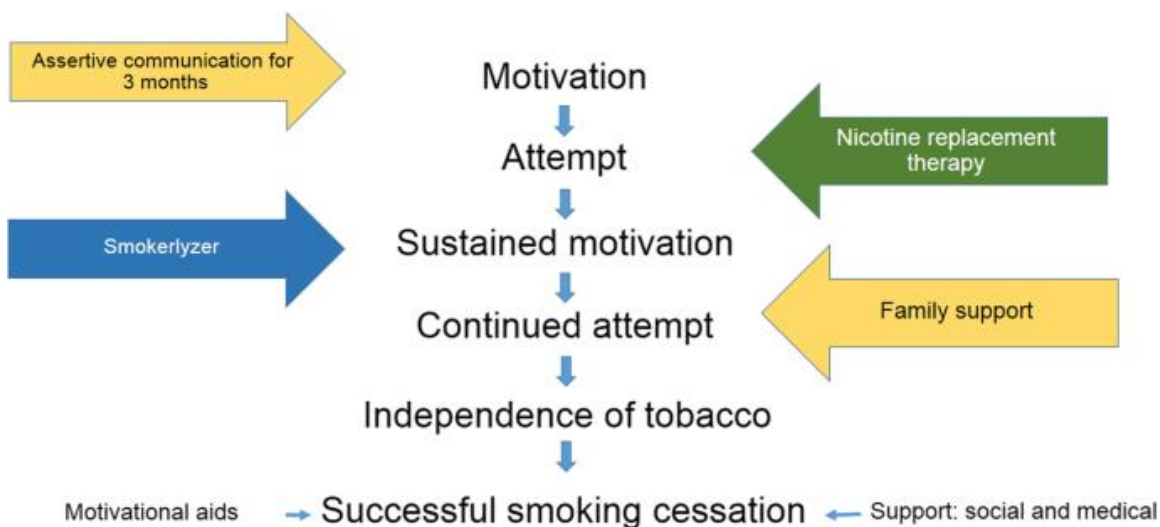 Assertive communication for
3 months
Motivation
Attempt
Nicotine replacement
therapy
Smokerlyzer
Sustained motivation
Continued attempt
Family support
Independence of tobacco
Motivational aids
Successful smoking cessation
Support: social and medical